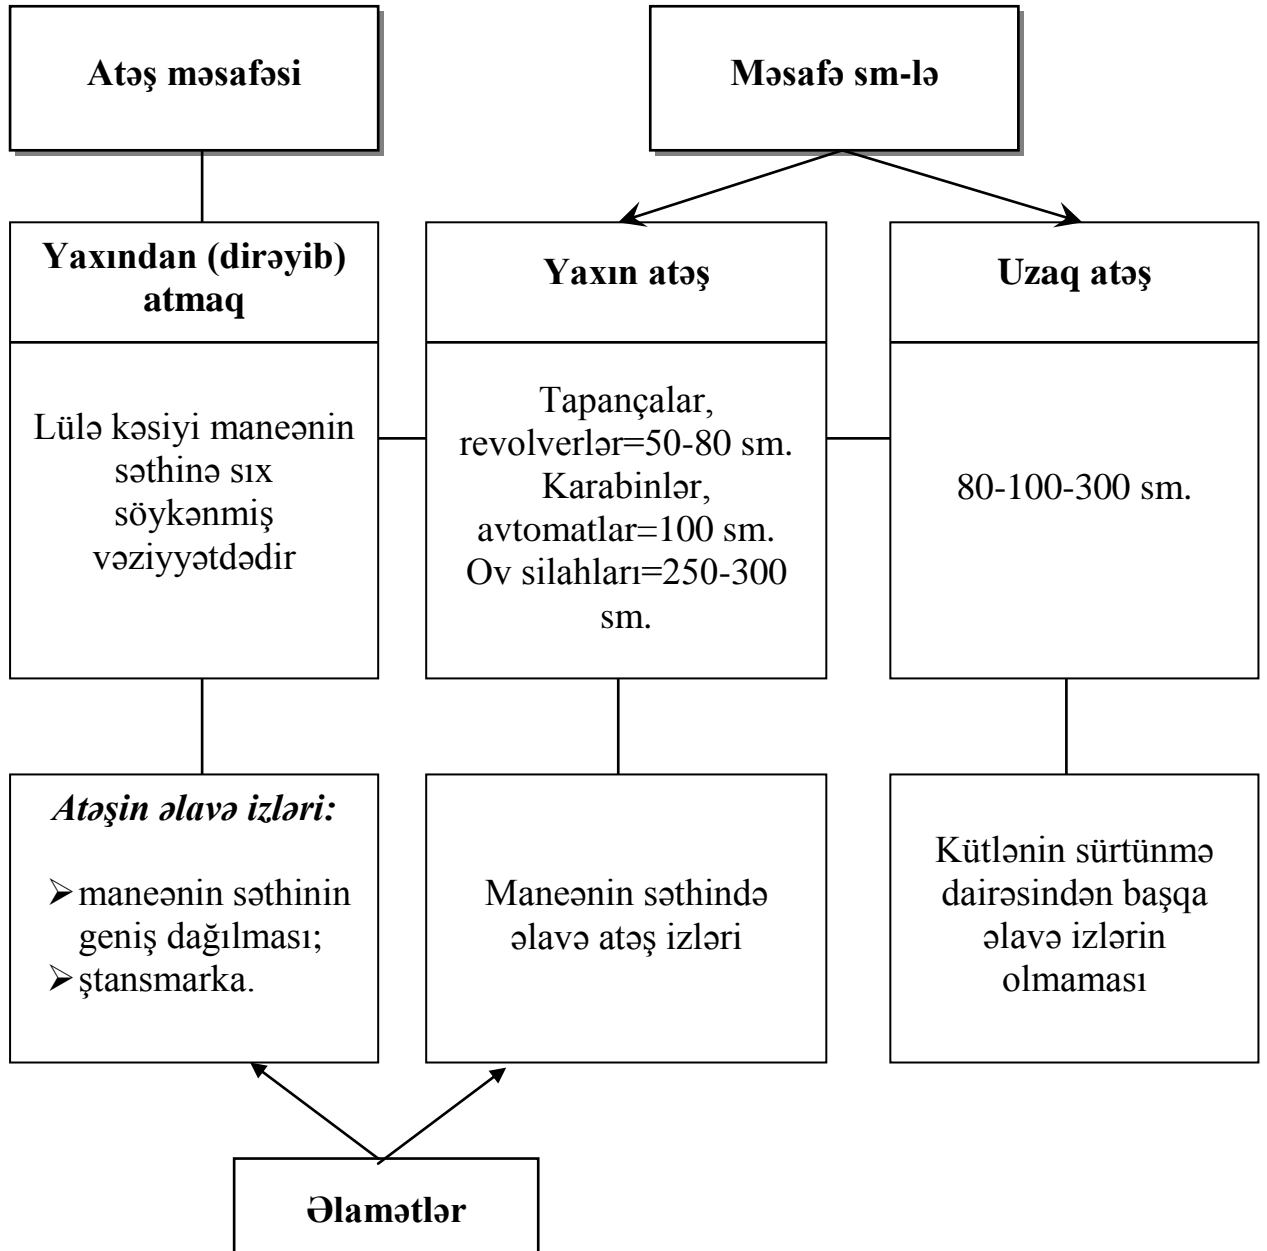 Atəş məsafəsi
Məsafə sm-lə
Yaxından (dirəyib)
atmaq
Yaxın atəş
Uzaq atəş
Lülə kəsiyi maneənin
səthinə sıx
söykənmiş
vəziyyətdədir
Tapançalar,
revolverlər=50-80 sm.
Karabinlər,
avtomatlar=100 sm.
Ov silahları=250-300
sm.
80-100-300 sm.
Atəşin əlavə izləri:
➢ maneənin səthinin
geniş dağılması;
➢ ştansmarka.
Maneənin səthində
əlavə atəş izləri
Kütlənin sürtünmə
dairəsindən başqa
əlavə izlərin
olmaması
Əlamətlər